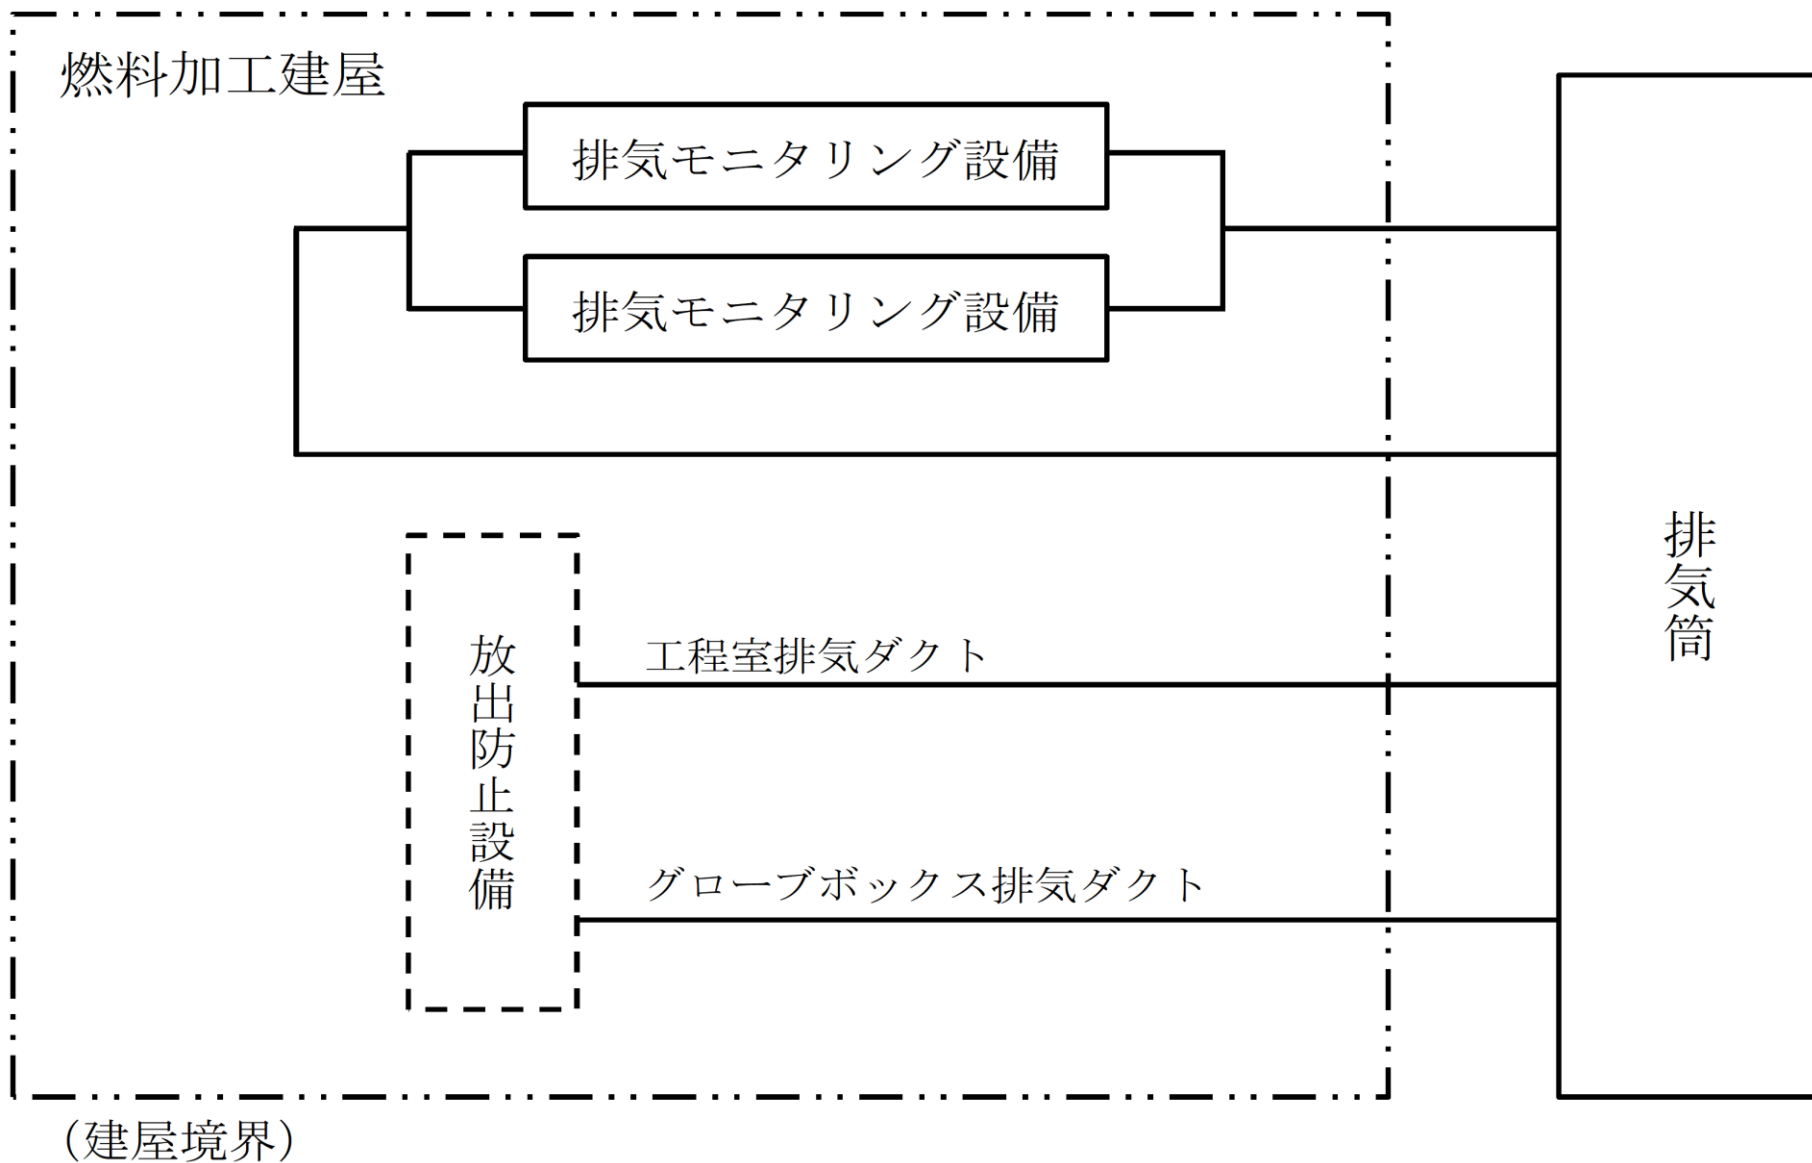 燃料加工建屋
排気モニタリング設備
排気モニタリング設備
排気筒
放出防止設備
工程室排気ダクト
グローブボックス排気ダクト
（建屋境界）